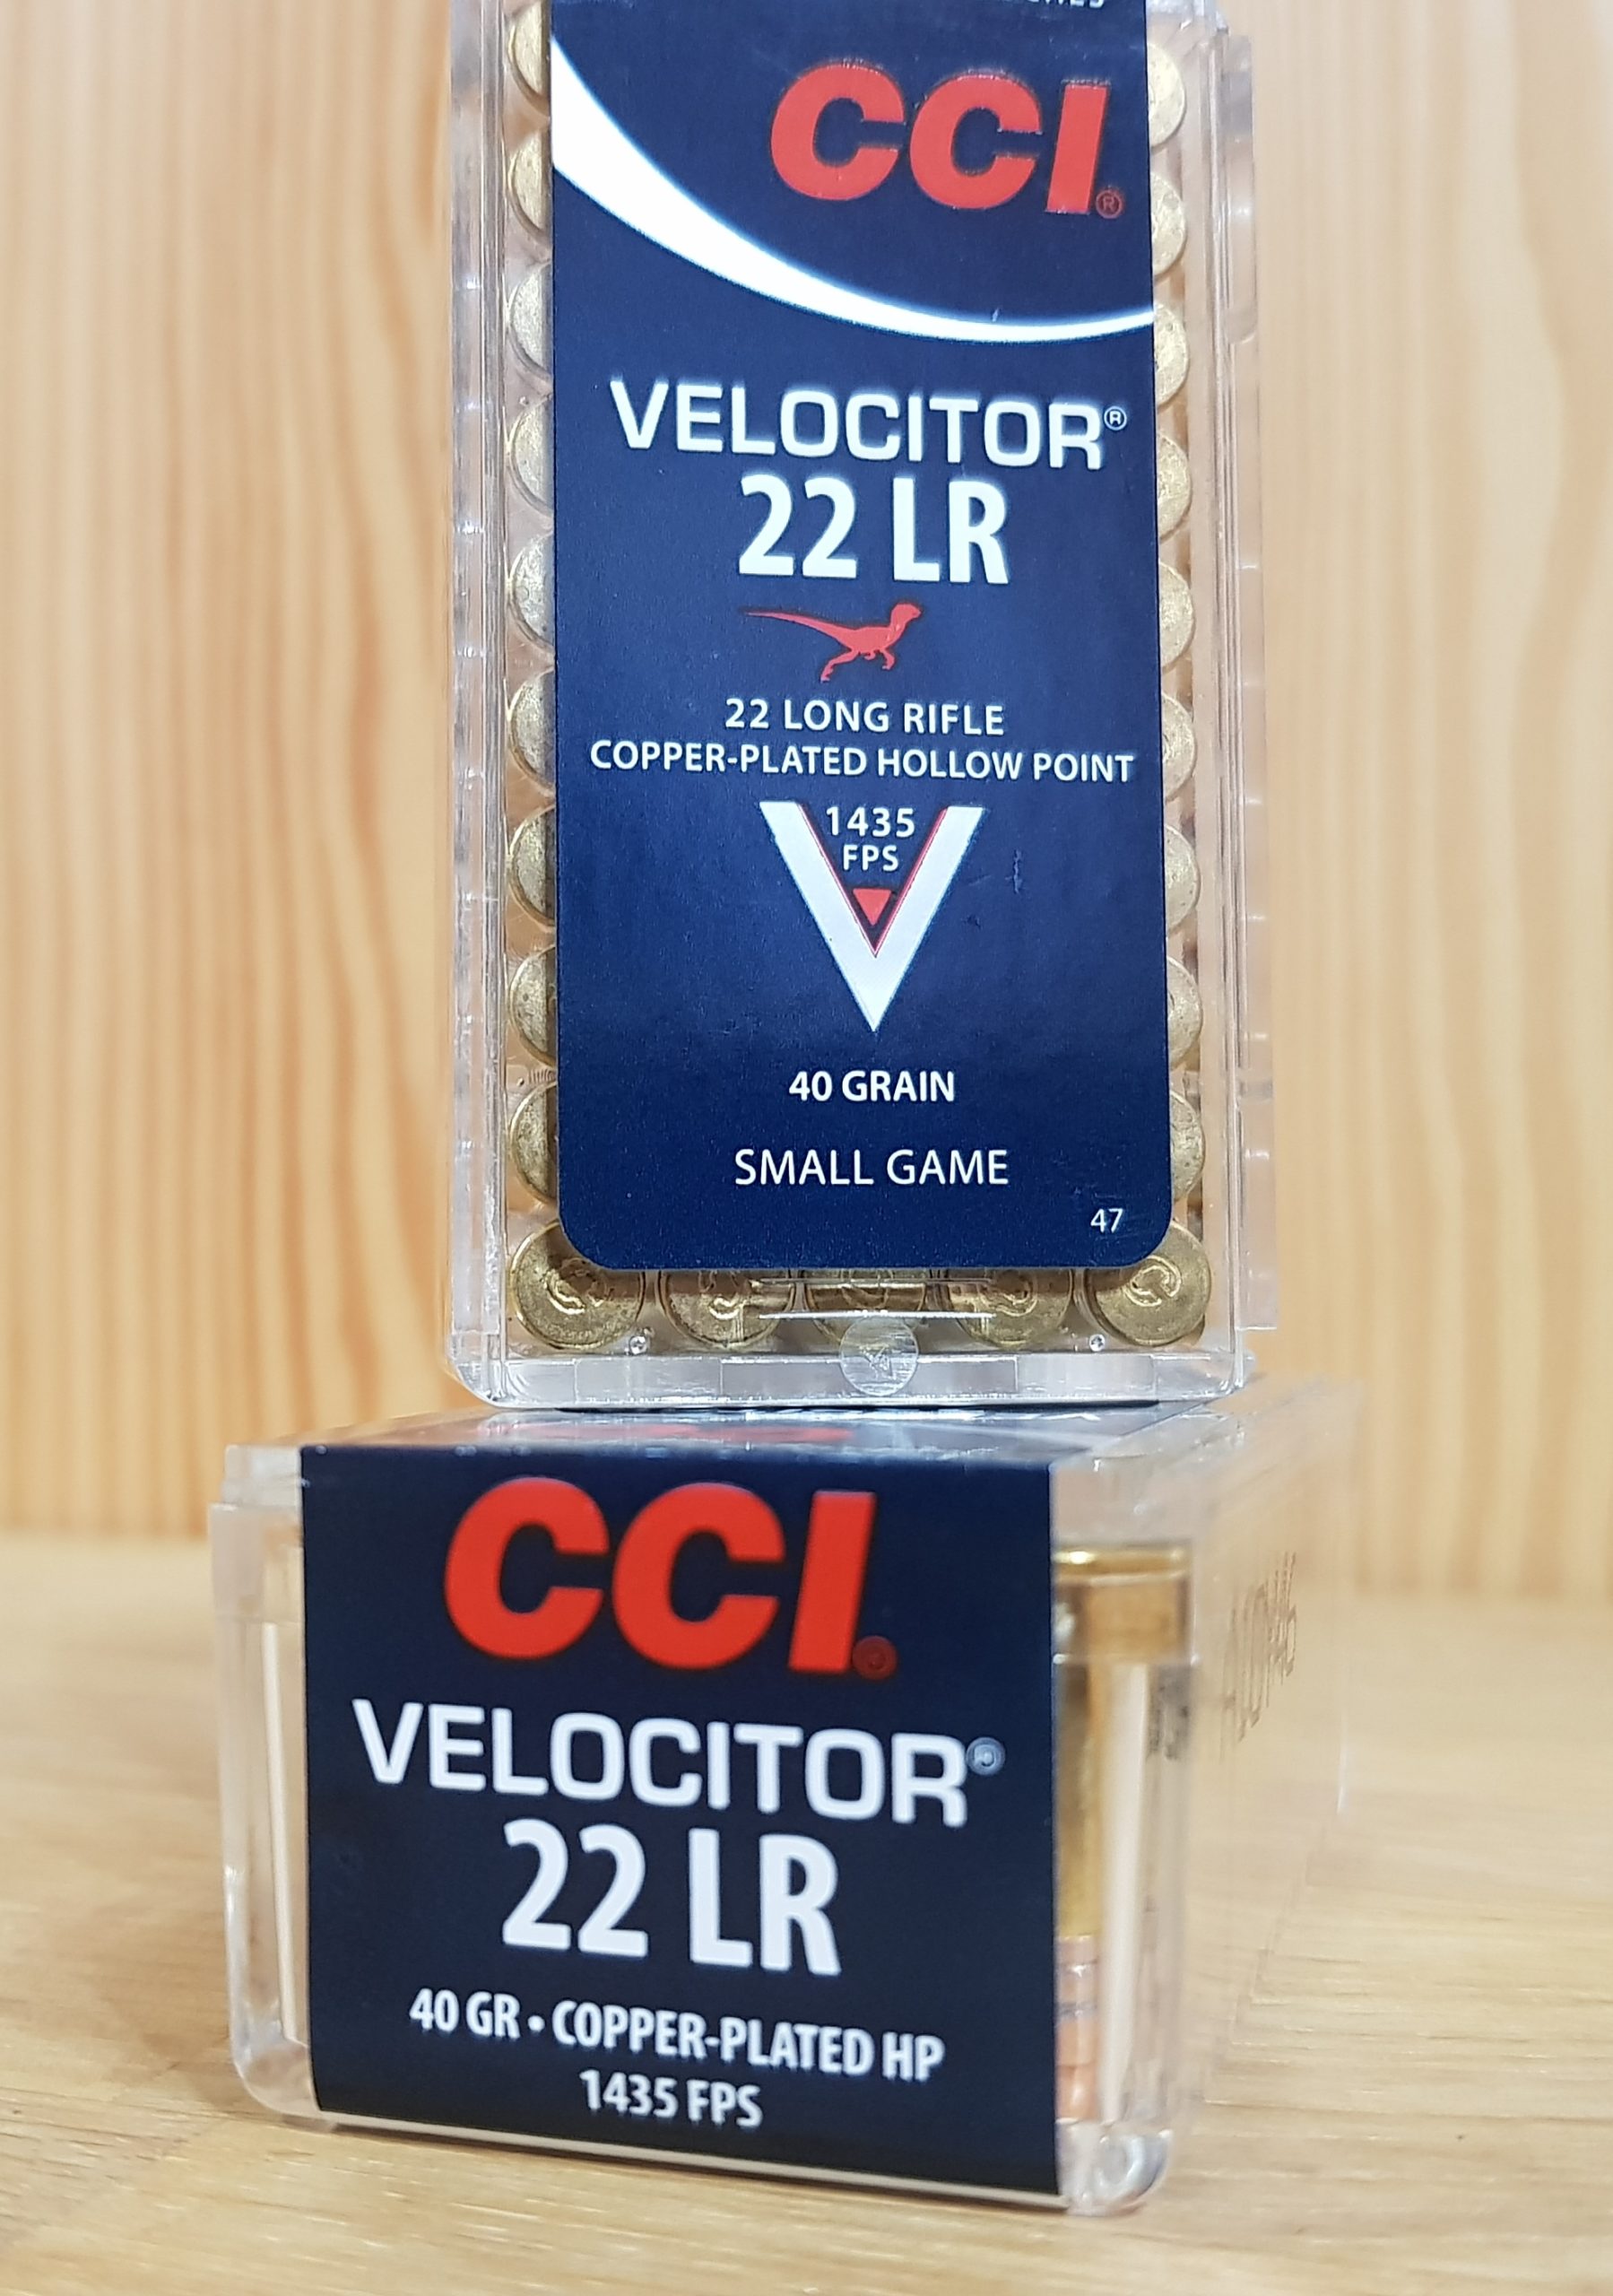 CCI®
VELOCITOR®
22 LR
22 LONG RIFLE
COPPER-PLATED HOLLOW POINT
1435
FPS
40 GRAIN
SMALL GAME
47
CCI®
VELOCITOR®
22 LR
40 GR • COPPER-PLATED HP
1435 FPS